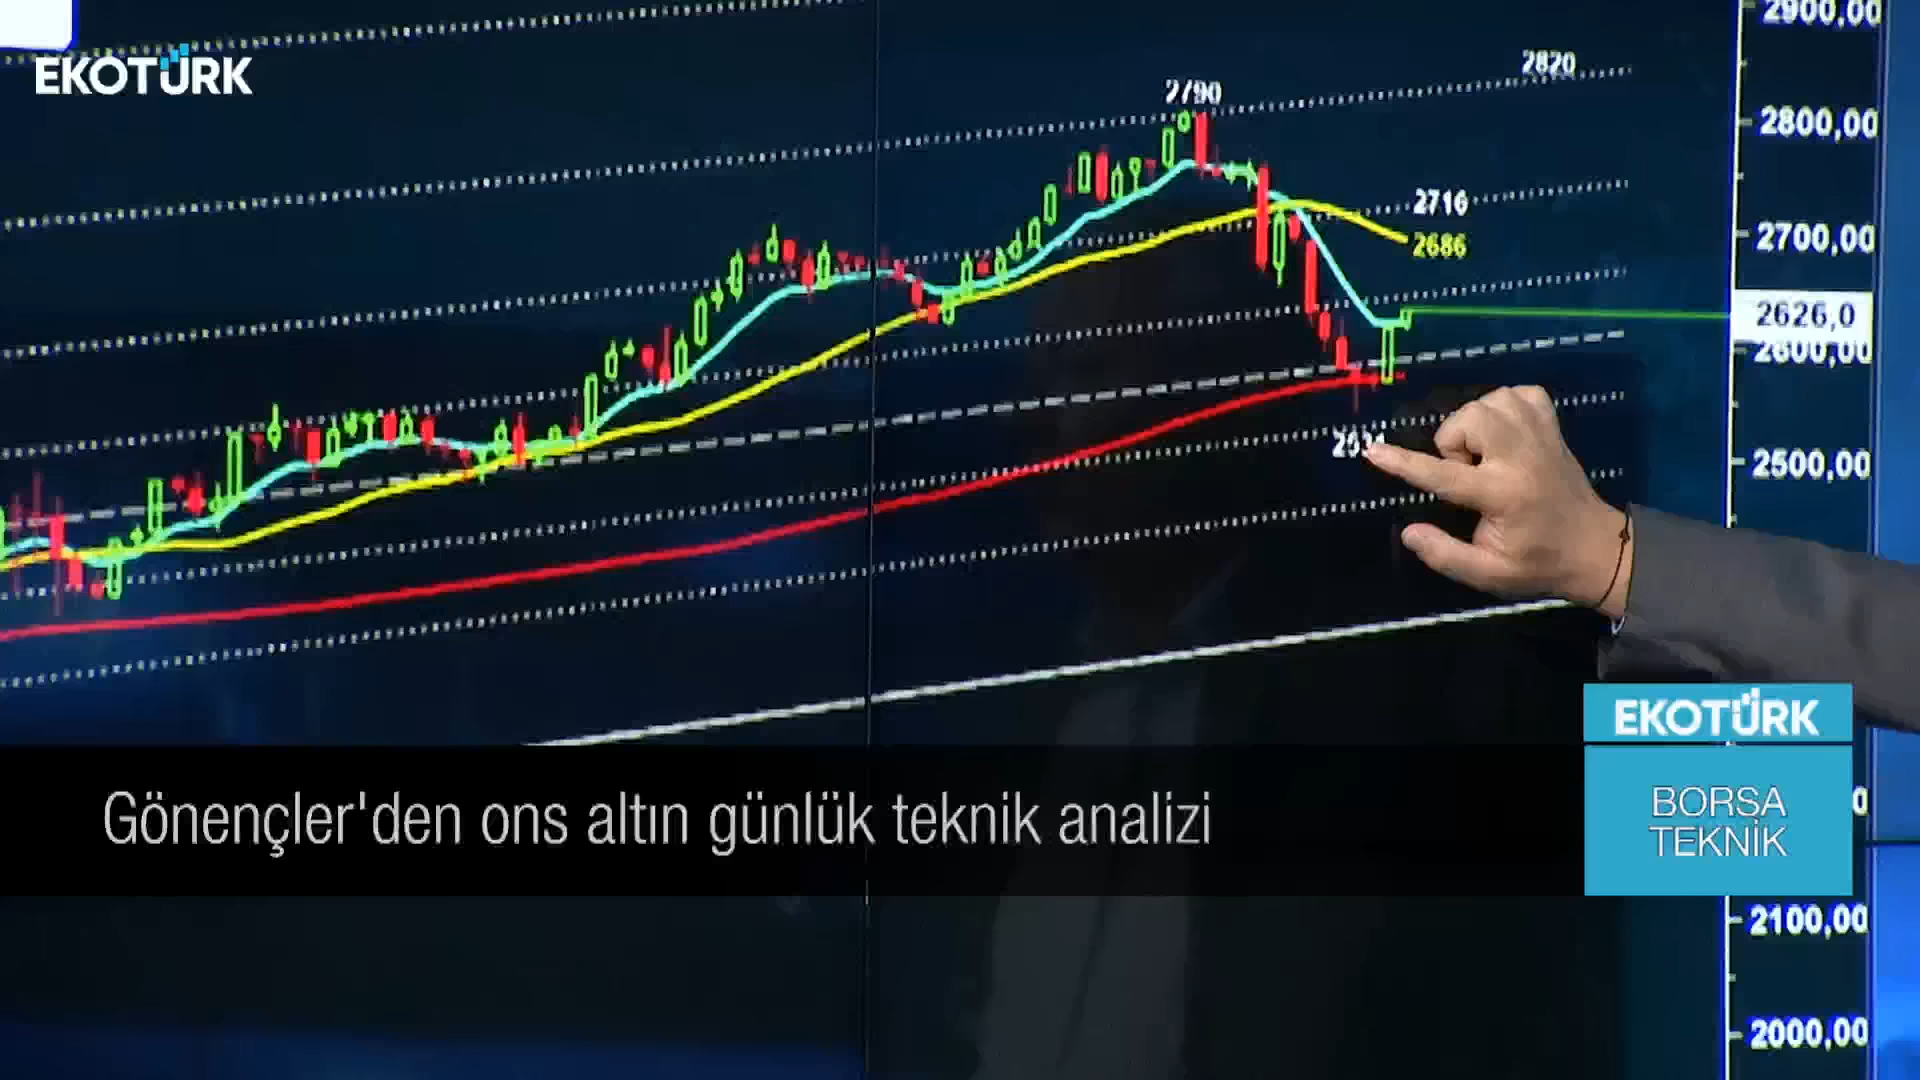 EKOTÜRK
2900,00
2820
2790
2800,00
2716
2686
2700,00
2626,0
2600,00
2500,00
EKOTÜRK
BORSA
TEKNİK
Gönençler'den ons altın günlük teknik analizi
2100,00
2000,00